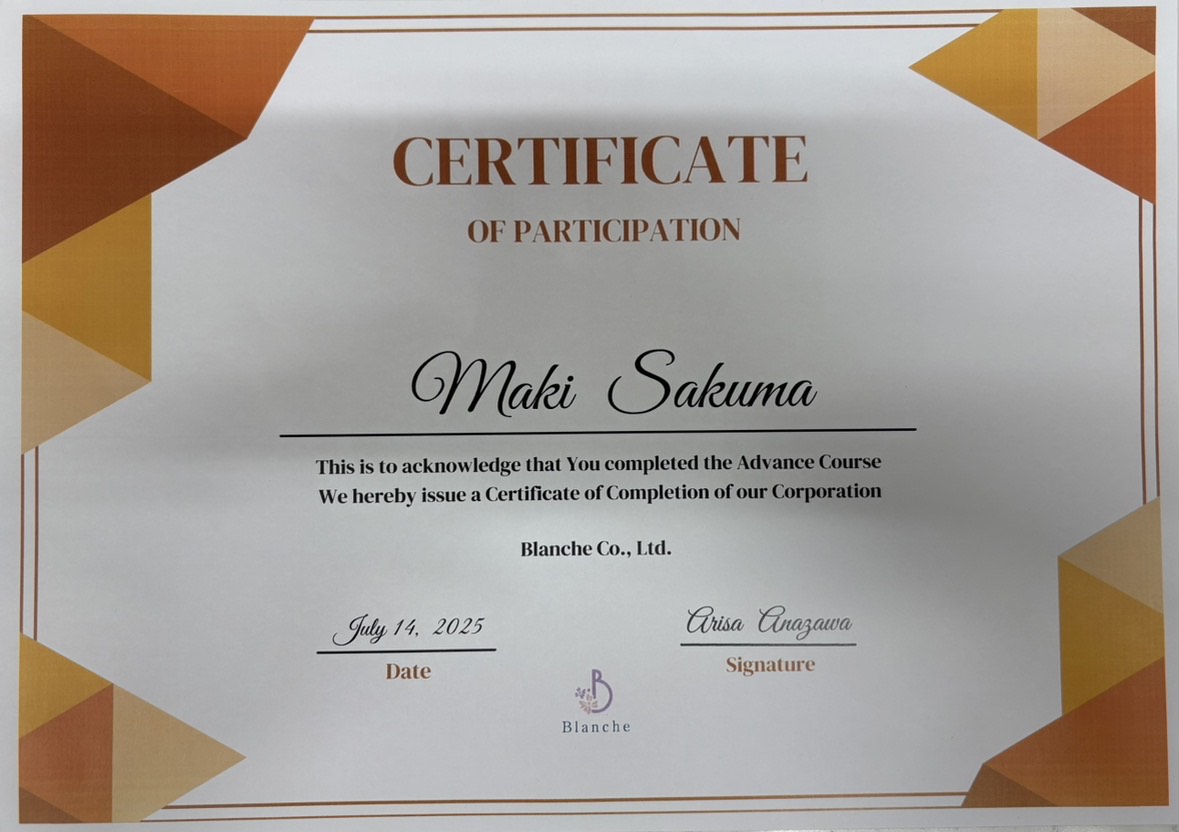 CERTIFICATE
OF PARTICIPATION
Maki Sakuma
This is to acknowledge that You completed the Advance Course
We hereby issue a Certificate of Completion of our Corporation
Blanche Co., Ltd.
July 14, 2025
Arisa Anazawa
Date
Signature
B
Blanche